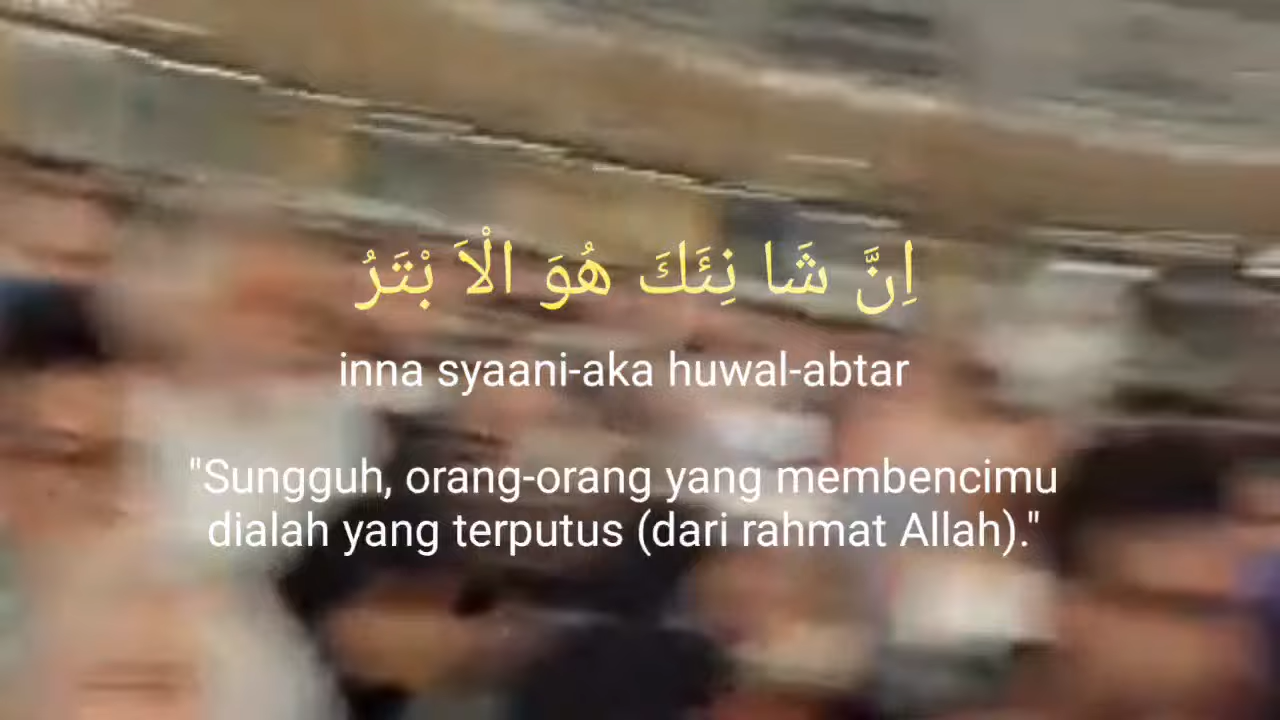 اِنَّ شَا نِئَكَ هُوَ الْاَ بْتَرُ
inna syaani-aka huwal-abtar
"Sungguh, orang-orang yang membencimu
dialah yang terputus (dari rahmat Allah)."